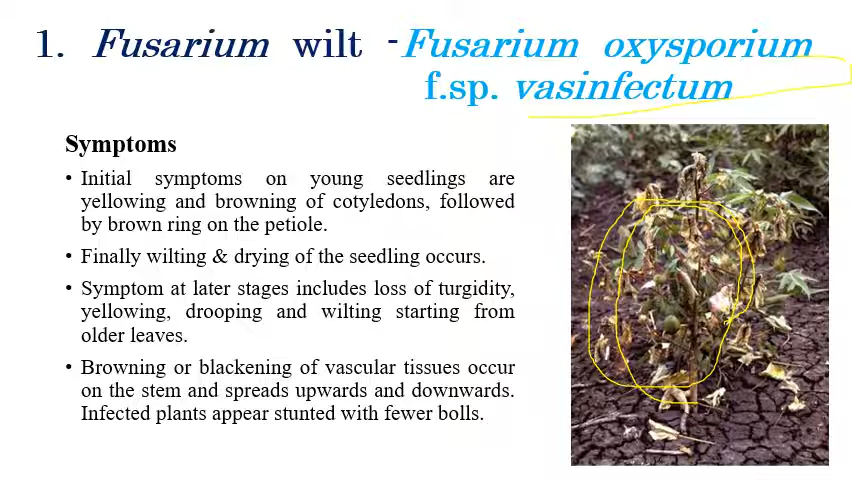 1. Fusarium wilt -Fusarium oxysporium
f.sp. vasinfectum
Symptoms
• Initial symptoms on young seedlings are
yellowing and browning of cotyledons, followed
by brown ring on the petiole.
• Finally wilting & drying of the seedling occurs.
• Symptom at later stages includes loss of turgidity,
yellowing, drooping and wilting starting from
older leaves.
• Browning or blackening of vascular tissues occur
on the stem and spreads upwards and downwards.
Infected plants appear stunted with fewer bolls.